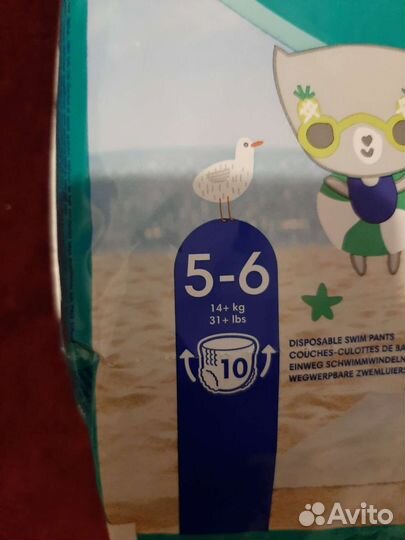 5-6
14+ kg
31+ lbs
10
DISPOSABLE SWIM PANTS
COUCHES-CULOTTES DE BA
EINWEG SCHWIMMWINDELN
WEGWERPBARE ZWEMLUIERS
Avito